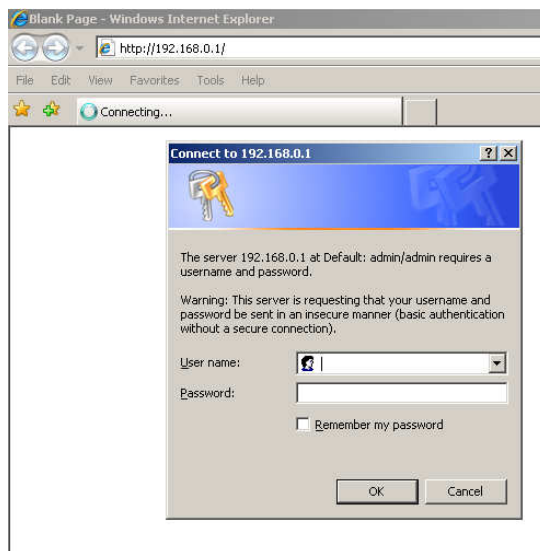 Blank Page - Windows Internet Explorer
http://192.168.0.1/
File Edit View Favorites Tools Help
Connecting...
Connect to 192.168.0.1
The server 192.168.0.1 at Default: admin/admin requires a
username and password.
Warning: This server is requesting that your username and
password be sent in an insecure manner (basic authentication
without a secure connection).
User name:
Password:
Remember my password
OK Cancel